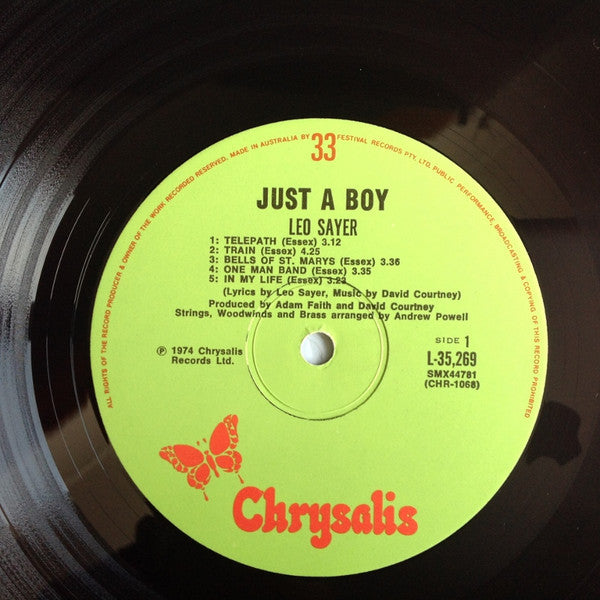 ALL RIGHTS OF THE RECORD PRODUCER & OWNER OF THE WORK RECORDED RESERVED. MADE IN AUSTRALIA BY FESTIVAL RECORDS PTY. LTD. PUBLIC PERFORMANCE, BROADCASTING & COPYING OF THIS RECORD PROHIBITED
33
JUST A BOY
LEO SAYER
1: TELEPATH (Essex) 3.12
2: TRAIN (Essex) 4.25
3: BELLS OF ST. MARYS (Essex) 3.36
4: ONE MAN BAND (Essex) 3.35
5: IN MY LIFE (Essex) 3.23
(Lyrics by Leo Sayer, Music by David Courtney)
Produced by Adam Faith and David Courtney
Strings, Woodwinds and Brass arranged by Andrew Powell
℗ 1974 Chrysalis
Records Ltd.
SIDE 1
L-35,269
SMX44781
(CHR-1068)
Chrysalis